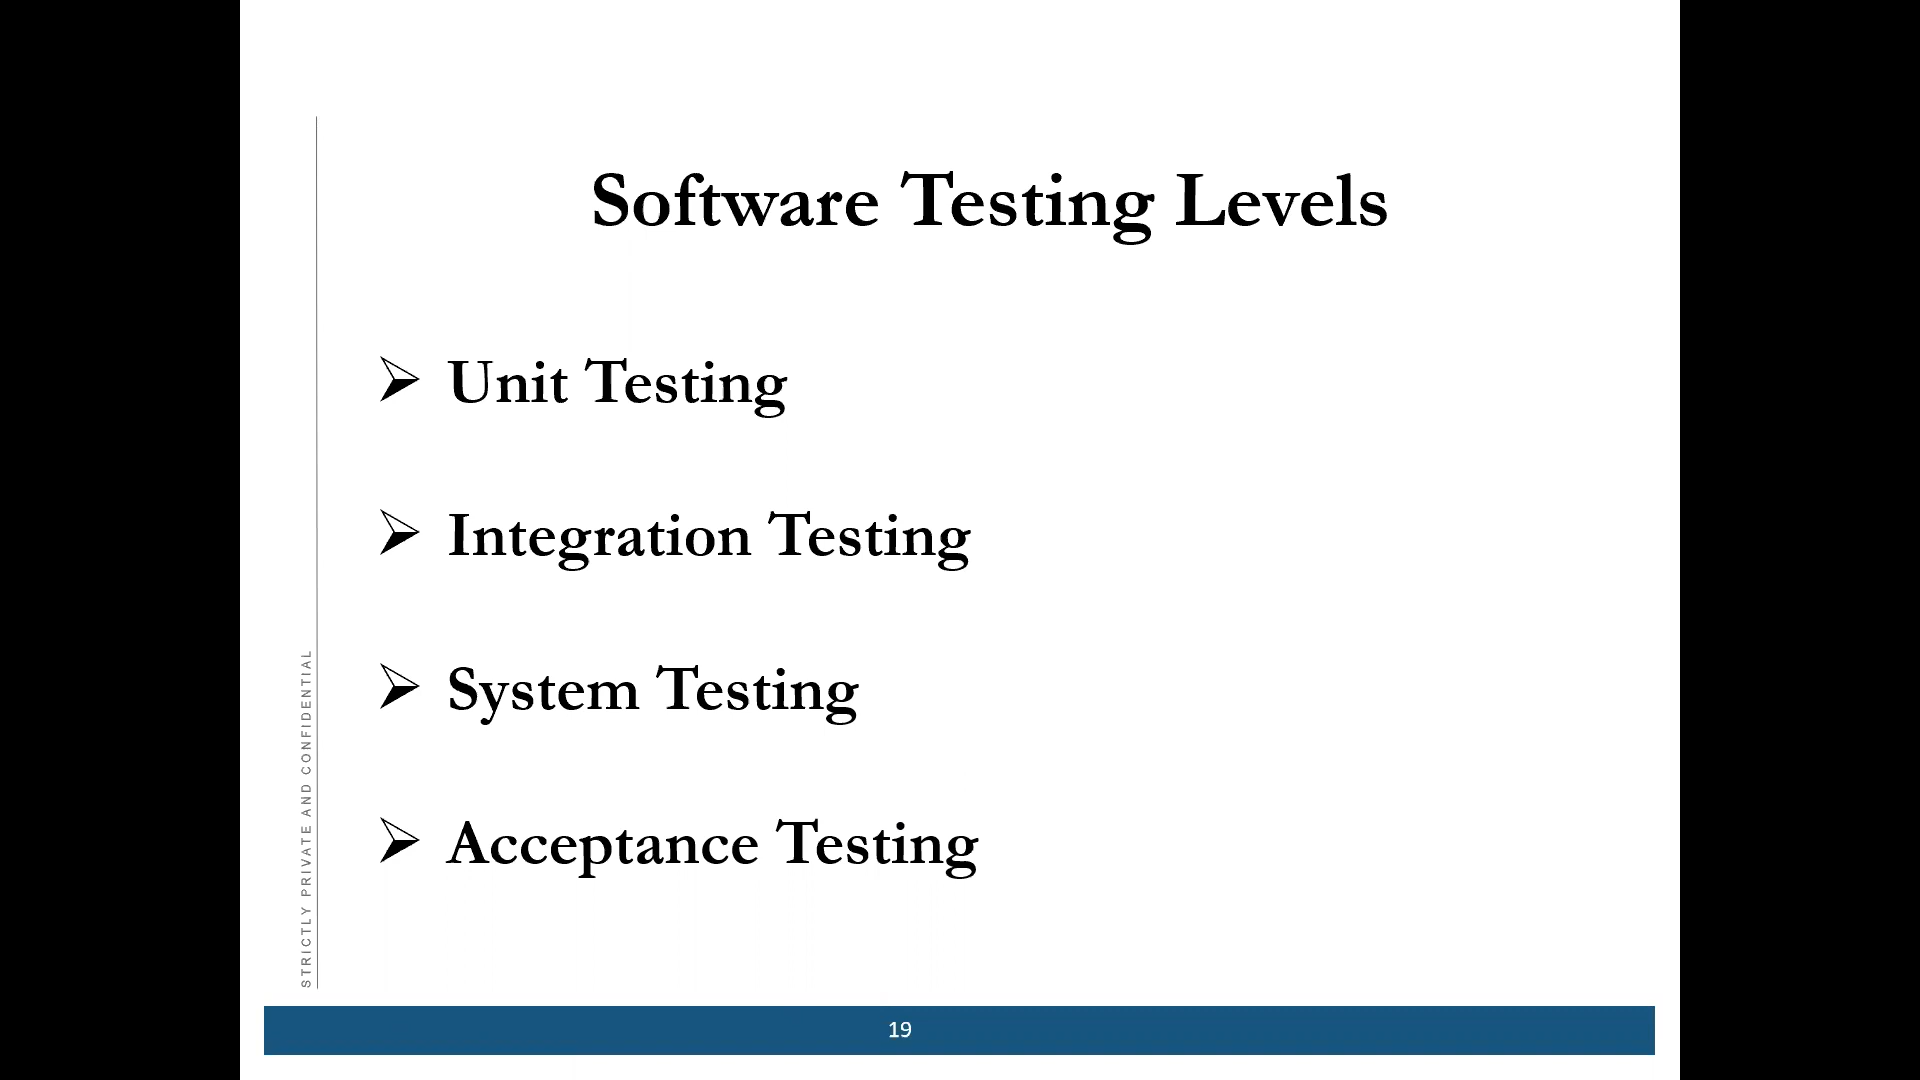 Software Testing Levels
Unit Testing
Integration Testing
System Testing
Acceptance Testing
STRICTLY PRIVATE AND CONFIDENTIAL
19